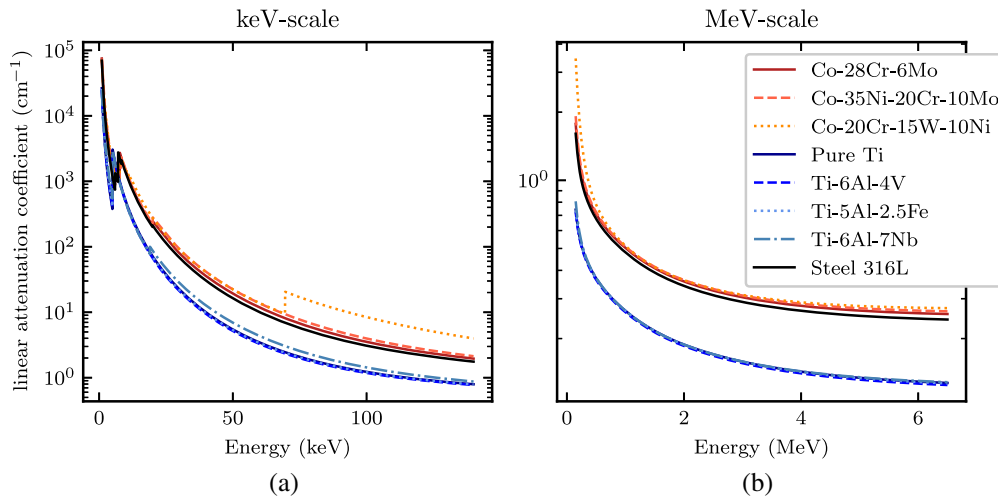 keV-scale
linear attenuation coefficient (cm⁻¹)
10⁵
10⁴
10³
10²
10¹
10⁰
0
50
100
Energy (keV)
(a)
MeV-scale
10⁰
0
2
4
6
Energy (MeV)
(b)
Co-28Cr-6Mo
Co-35Ni-20Cr-10Mo
Co-20Cr-15W-10Ni
Pure Ti
Ti-6Al-4V
Ti-5Al-2.5Fe
Ti-6Al-7Nb
Steel 316L